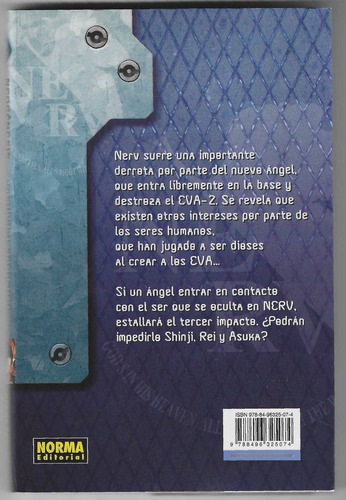 NERV
Nerv sufre una importante
derrota por parte del nuevo Ángel,
que entra libremente en la base y
destroza el EVA-2. Se revela que
existen otros intereses por parte de
los seres humanos,
que han jugado a ser dioses
al crear a los EVA...
Si un Ángel entrar en contacto
con el ser que se oculta en NERV,
estallará el tercer impacto. ¿Podrán
impedirlo Shinji, Rei y Asuka?
NORMA
Editorial
ISBN 978-84-96325-07-4
9 788496 325074